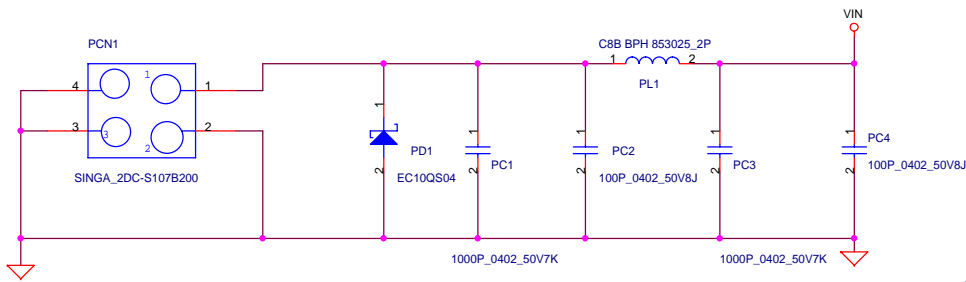 VIN
PCN1
C8B BPH 853025_2P
1 2
PL1
4 1 1
3 3 2 2
SINGA_2DC-S107B200
1 2
PD1
EC10QS04
1 2
PC1
1 2
PC2
100P_0402_50V8J
1 2
PC3
1 2
PC4
100P_0402_50V8J
1000P_0402_50V7K
1000P_0402_50V7K